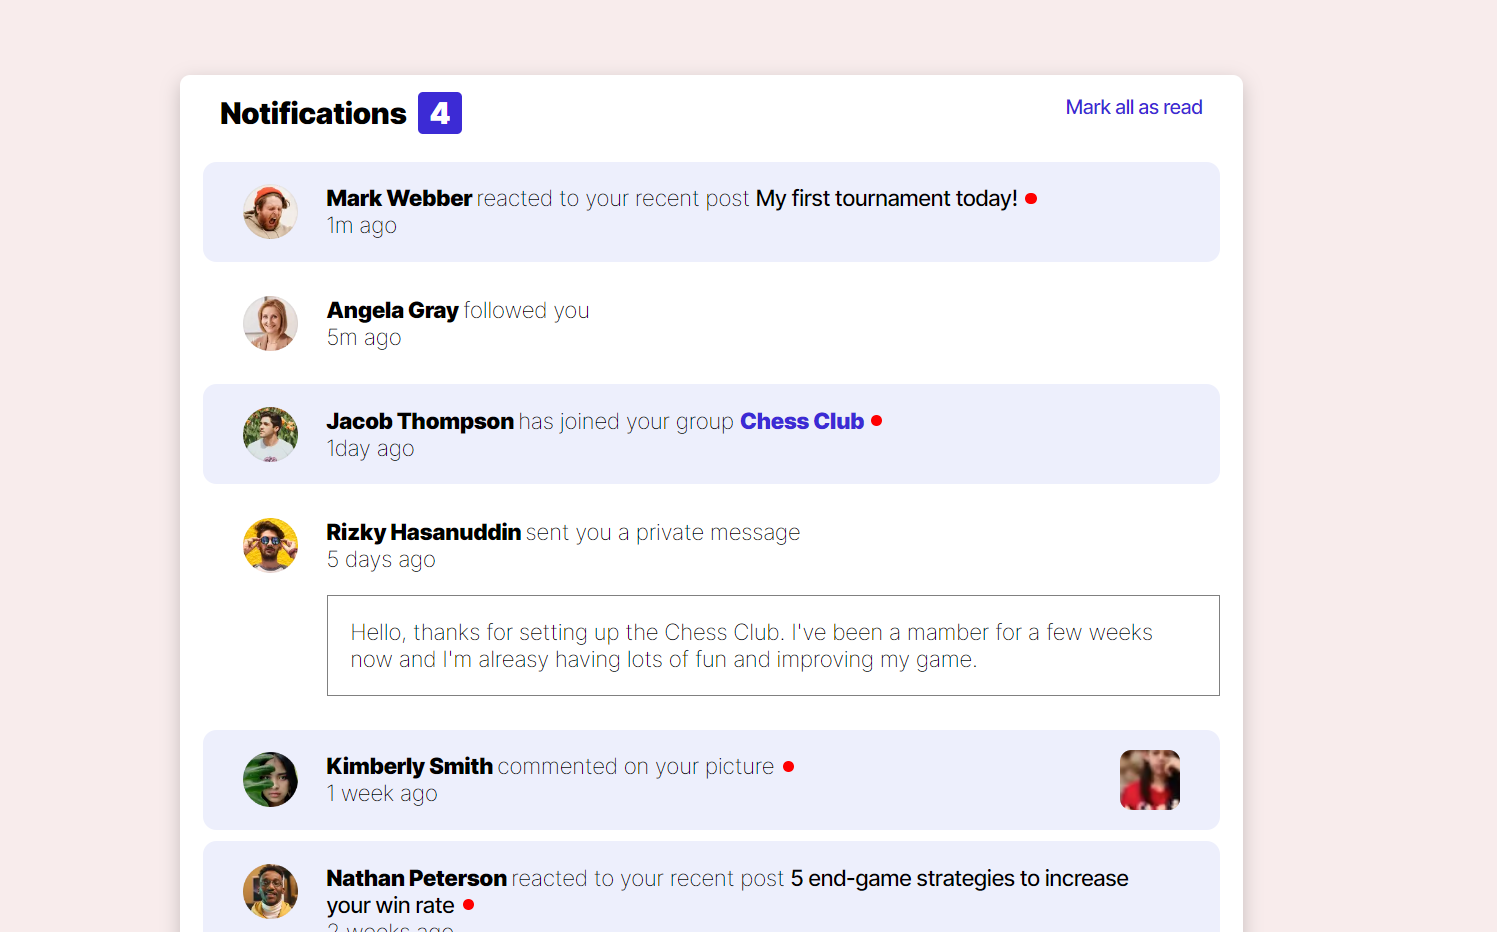 Notifications 4
Mark all as read
Mark Webber reacted to your recent post My first tournament today!
1m ago
Angela Gray followed you
5m ago
Jacob Thompson has joined your group Chess Club
1day ago
Rizky Hasanuddin sent you a private message
5 days ago
Hello, thanks for setting up the Chess Club. I've been a mamber for a few weeks
now and I'm alreasy having lots of fun and improving my game.
Kimberly Smith commented on your picture
1 week ago
Nathan Peterson reacted to your recent post 5 end-game strategies to increase
your win rate
2 weeks ago